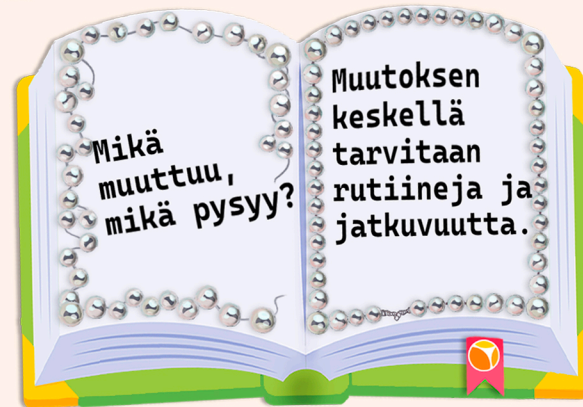 Mikä
muuttuu,
mikä pysyy?
Muutoksen
keskellä
tarvitaan
rutiineja ja
jatkuvuutta.